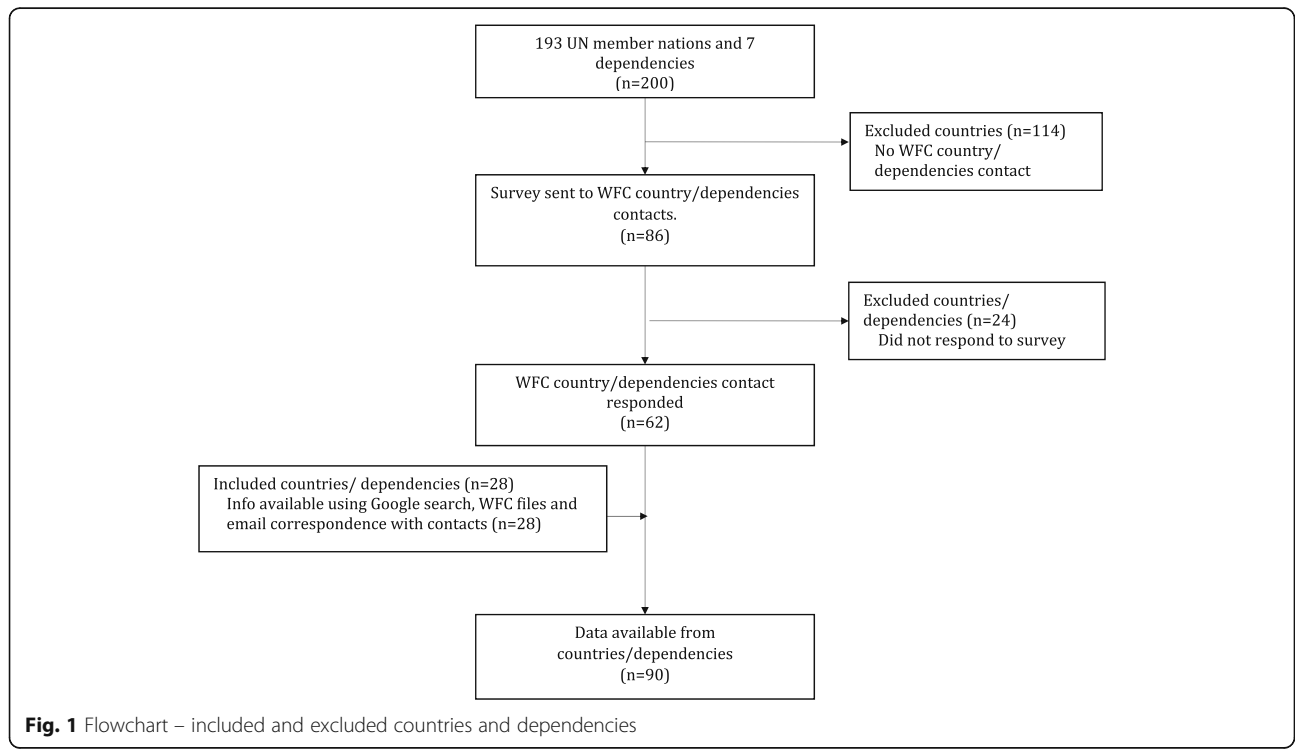 193 UN member nations and 7
dependencies
(n=200)
Excluded countries (n=114)
No WFC country/
dependencies contact
Survey sent to WFC country/dependencies
contacts.
(n=86)
Excluded countries/
dependencies (n=24)
Did not respond to survey
WFC country/dependencies contact
responded
(n=62)
Included countries/ dependencies (n=28)
Info available using Google search, WFC files and
email correspondence with contacts (n=28)
Data available from
countries/dependencies
(n=90)
Fig. 1 Flowchart – included and excluded countries and dependencies